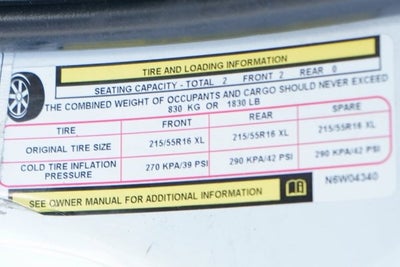 TIRE AND LOADING INFORMATION
SEATING CAPACITY - TOTAL 2 FRONT 2 REAR 0
THE COMBINED WEIGHT OF OCCUPANTS AND CARGO SHOULD NEVER EXCEED
830 KG OR 1830 LB
TIRE FRONT REAR SPARE
ORIGINAL TIRE SIZE 215/55R16 XL 215/55R16 XL 215/55R16 XL
COLD TIRE INFLATION PRESSURE 270 KPA/39 PSI 290 KPA/42 PSI 290 KPA/42 PSI
SEE OWNER MANUAL FOR ADDITIONAL INFORMATION
N6W04340